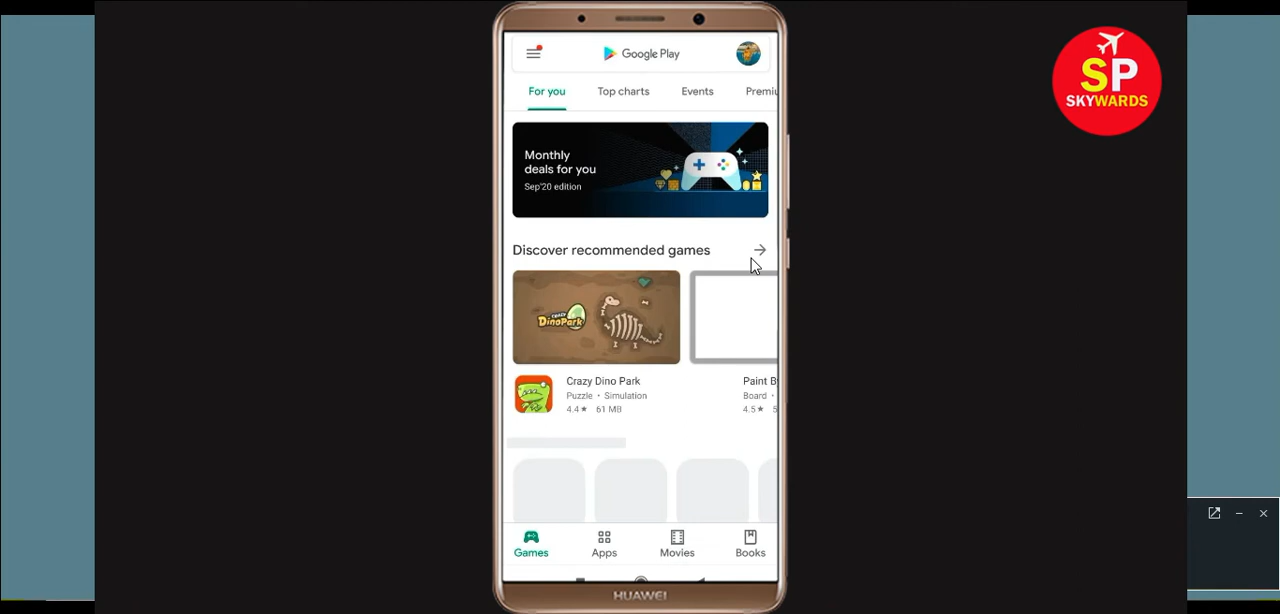 Google Play
SP
SKYWARDS
For you
Top charts
Events
Monthly
deals for you
Sep'20 edition
Discover recommended games
CRAZY
DinoPark
Crazy Dino Park
Puzzle • Simulation
4.4★ 61 MB
Paint B
Board •
4.5★
Games
Apps
Movies
Books
HUAWEI